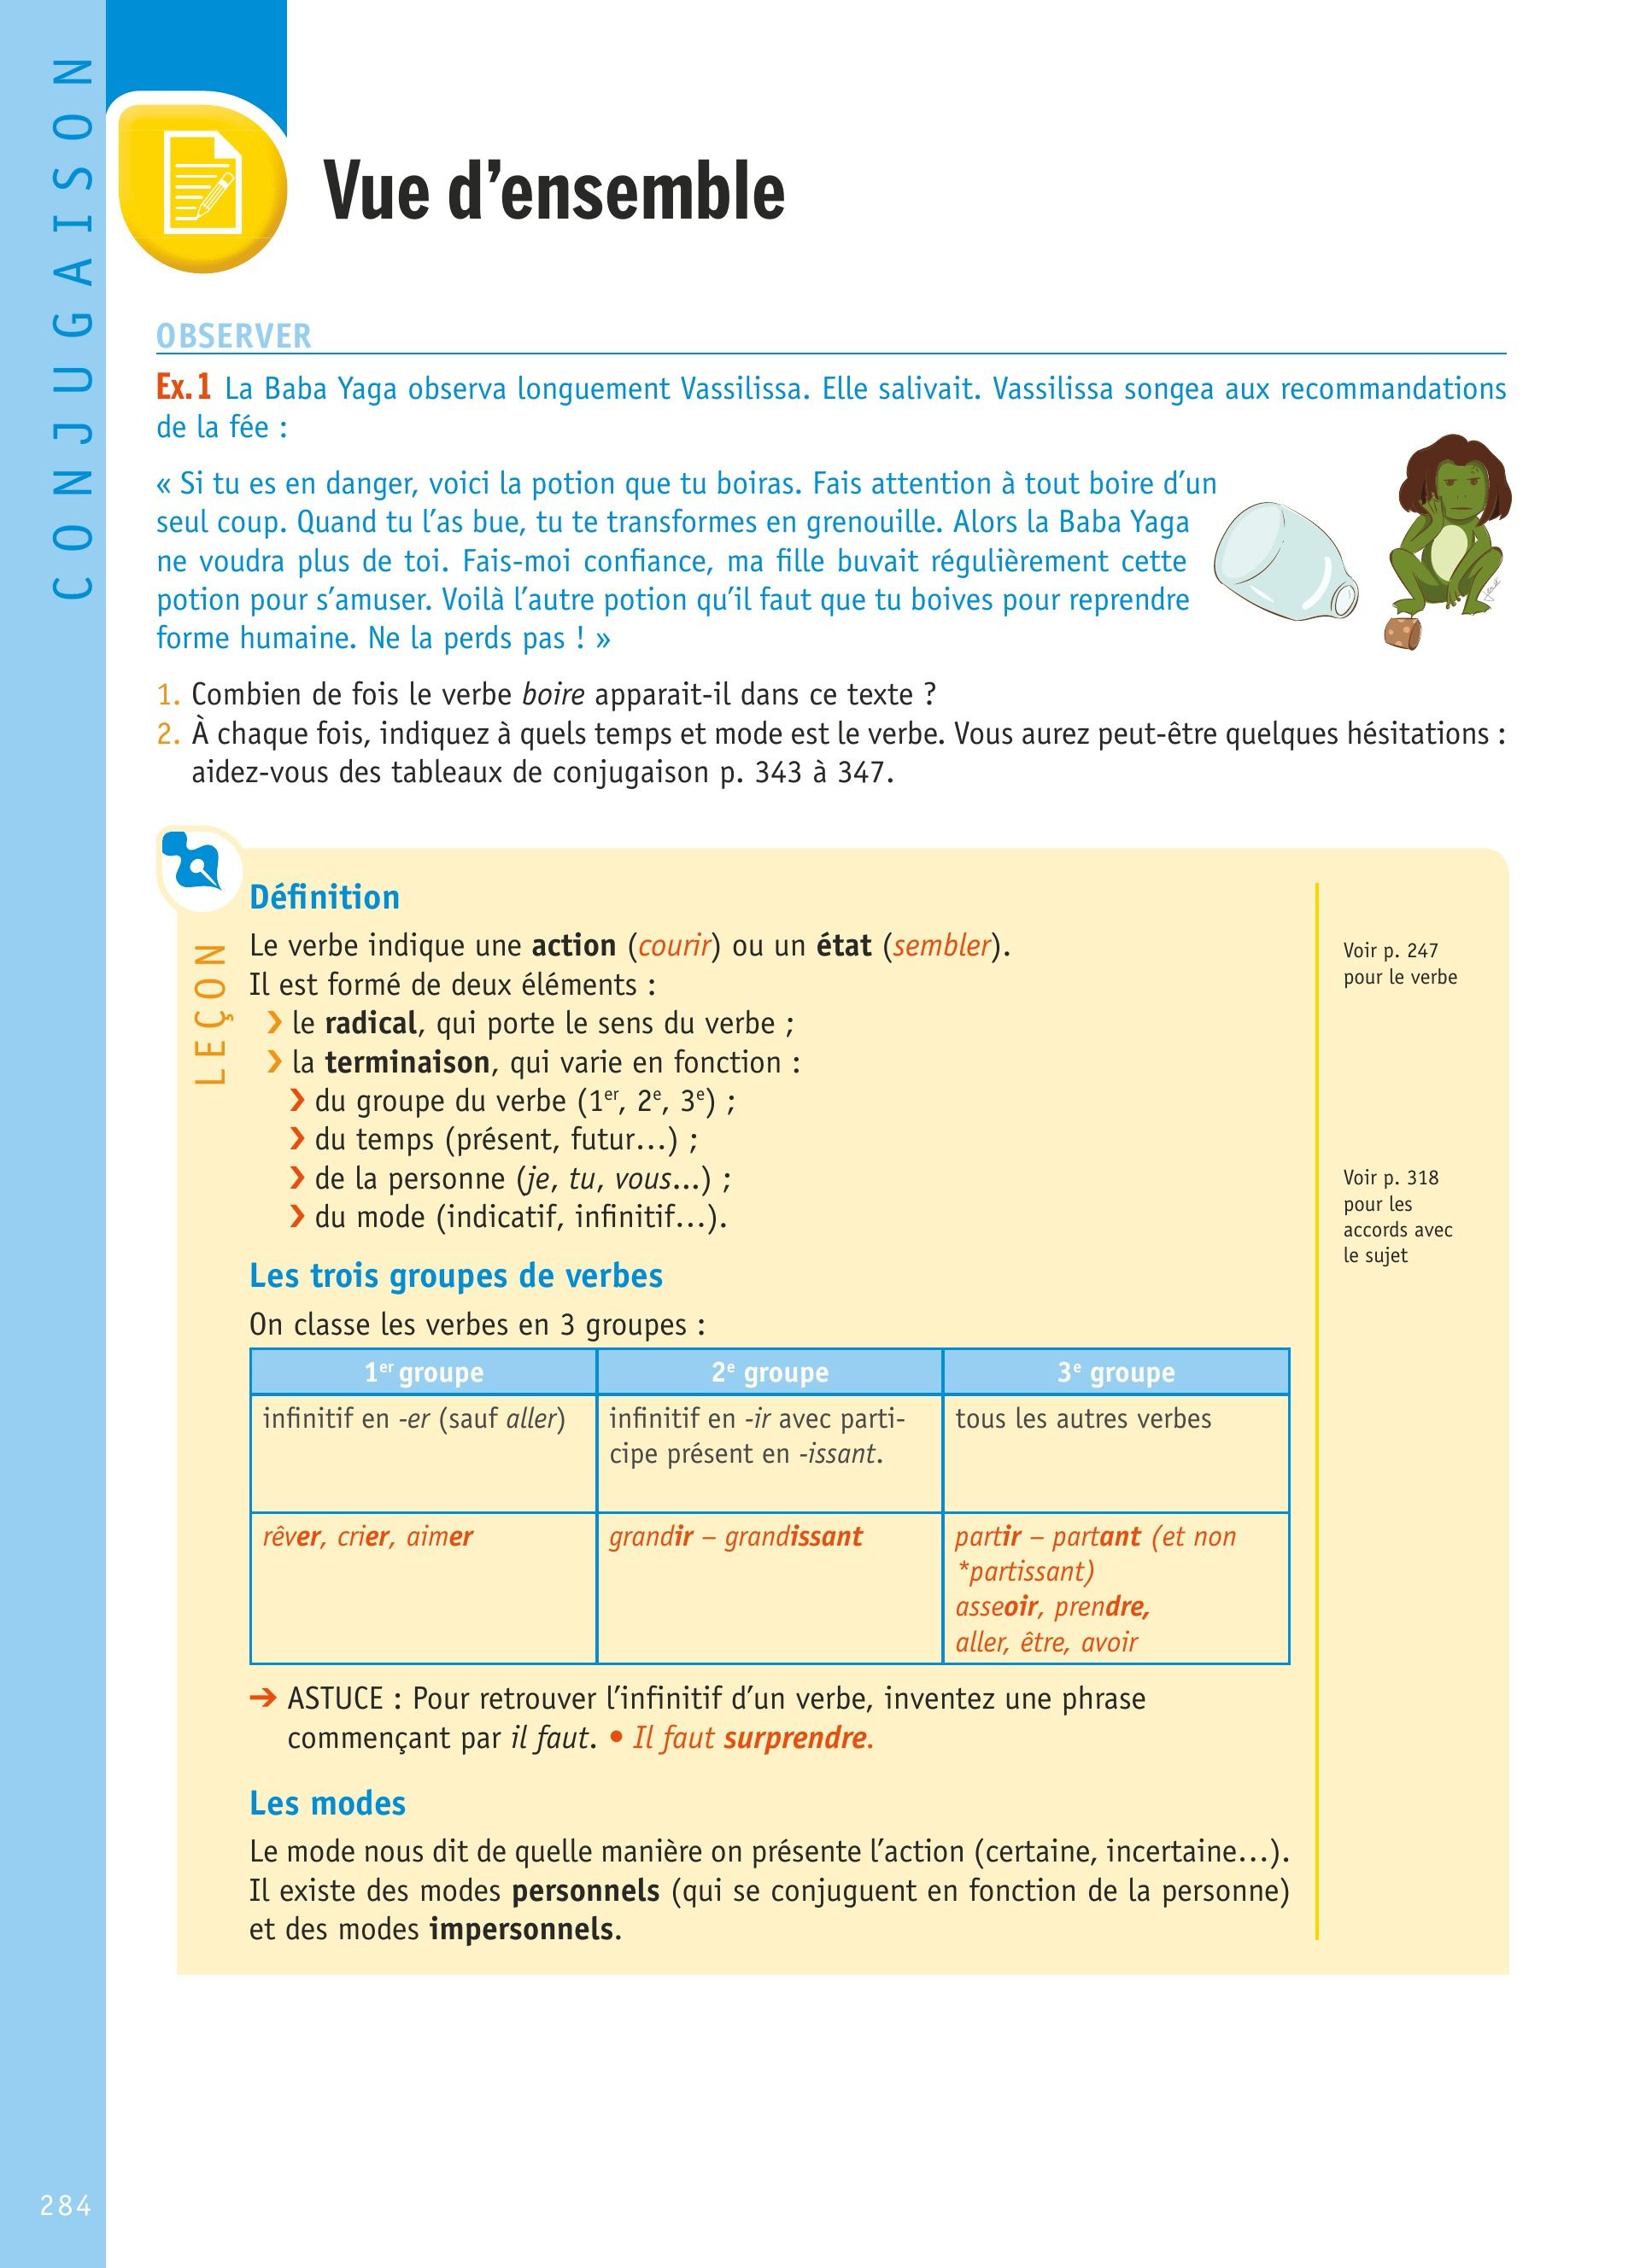 CONJUGAISON
Vue d’ensemble
OBSERVER
Ex. 1 La Baba Yaga observa longuement Vassilissa. Elle salivait. Vassilissa songea aux recommandations
de la fée :
« Si tu es en danger, voici la potion que tu boiras. Fais attention à tout boire d’un
seul coup. Quand tu l’as bue, tu te transformes en grenouille. Alors la Baba Yaga
ne voudra plus de toi. Fais-moi confiance, ma fille buvait régulièrement cette
potion pour s’amuser. Voilà l’autre potion qu’il faut que tu boives pour reprendre
forme humaine. Ne la perds pas ! »
1. Combien de fois le verbe boire apparait-il dans ce texte ?
2. À chaque fois, indiquez à quels temps et mode est le verbe. Vous aurez peut-être quelques hésitations :
aidez-vous des tableaux de conjugaison p. 343 à 347.
LEÇON
Définition
Le verbe indique une action (courir) ou un état (sembler).
Il est formé de deux éléments :
› le radical, qui porte le sens du verbe ;
› la terminaison, qui varie en fonction :
› du groupe du verbe (1er, 2e, 3e) ;
› du temps (présent, futur…) ;
› de la personne (je, tu, vous…) ;
› du mode (indicatif, infinitif…).
Voir p. 247
pour le verbe
Voir p. 318
pour les
accords avec
le sujet
Les trois groupes de verbes
On classe les verbes en 3 groupes :
1er groupe
2e groupe
3e groupe
infinitif en -er (sauf aller)
infinitif en -ir avec parti-
cipe présent en -issant.
tous les autres verbes
rêver, crier, aimer
grandir – grandissant
partir – partant (et non
*partissant)
asseoir, prendre,
aller, être, avoir
➔ ASTUCE : Pour retrouver l’infinitif d’un verbe, inventez une phrase
commençant par il faut. • Il faut surprendre.
Les modes
Le mode nous dit de quelle manière on présente l’action (certaine, incertaine…).
Il existe des modes personnels (qui se conjuguent en fonction de la personne)
et des modes impersonnels.
284